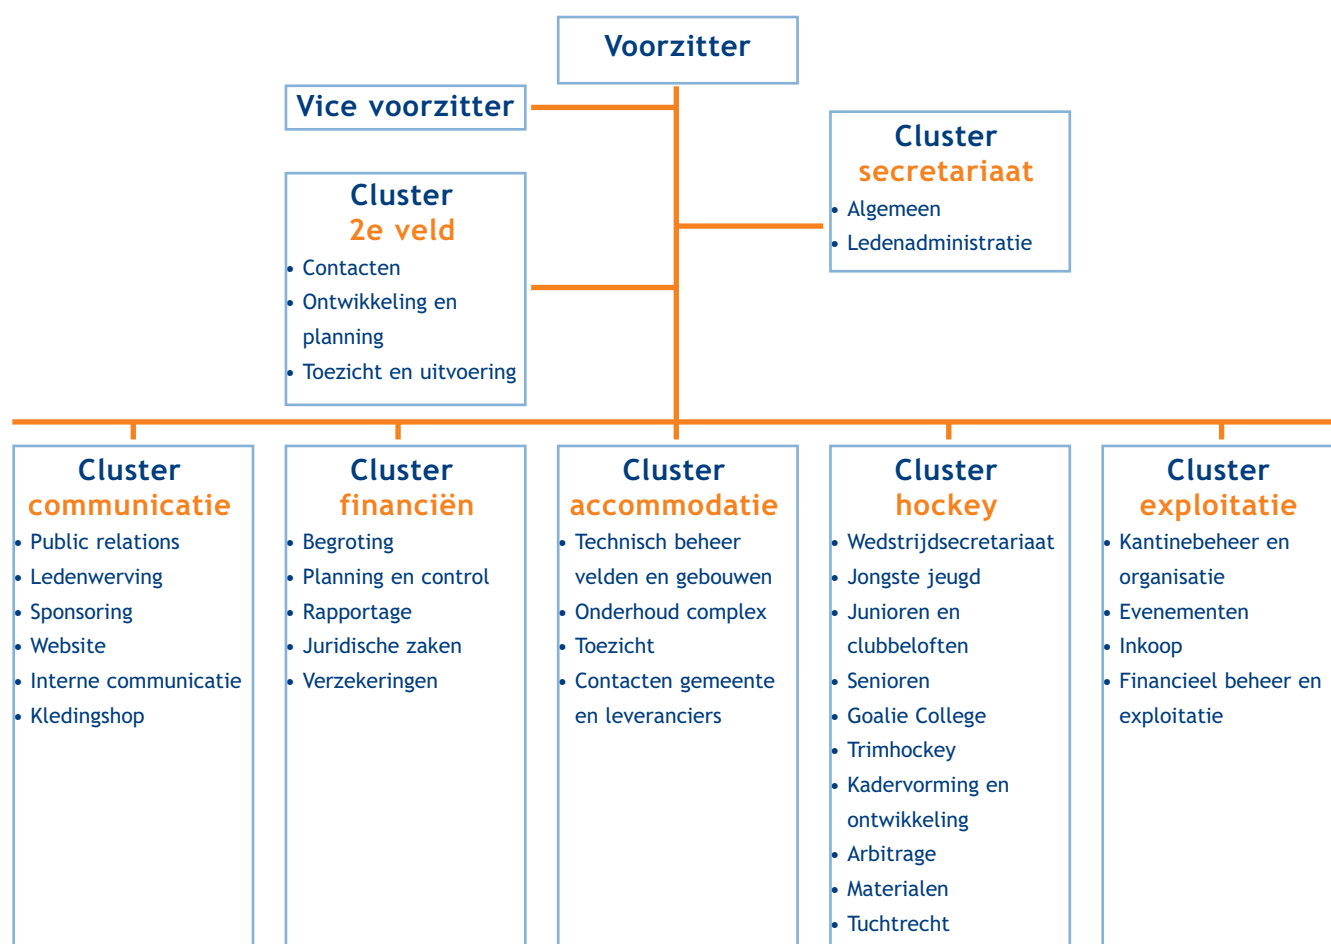 Voorzitter
Vice voorzitter
Cluster
secretariaat
• Algemeen
• Ledenadministratie
Cluster
2e veld
• Contacten
• Ontwikkeling en
planning
• Toezicht en uitvoering
Cluster
communicatie
• Public relations
• Ledenwerving
• Sponsoring
• Website
• Interne communicatie
• Kledingshop
Cluster
financiën
• Begroting
• Planning en control
• Rapportage
• Juridische zaken
• Verzekeringen
Cluster
accommodatie
• Technisch beheer
velden en gebouwen
• Onderhoud complex
• Toezicht
• Contacten gemeente
en leveranciers
Cluster
hockey
• Wedstrijdsecretariaat
• Jongste jeugd
• Junioren en
clubbeloften
• Senioren
• Goalie College
• Trimhockey
• Kadervorming en
ontwikkeling
• Arbitrage
• Materialen
• Tuchtrecht
Cluster
exploitatie
• Kantinebeheer en
organisatie
• Evenementen
• Inkoop
• Financieel beheer en
exploitatie